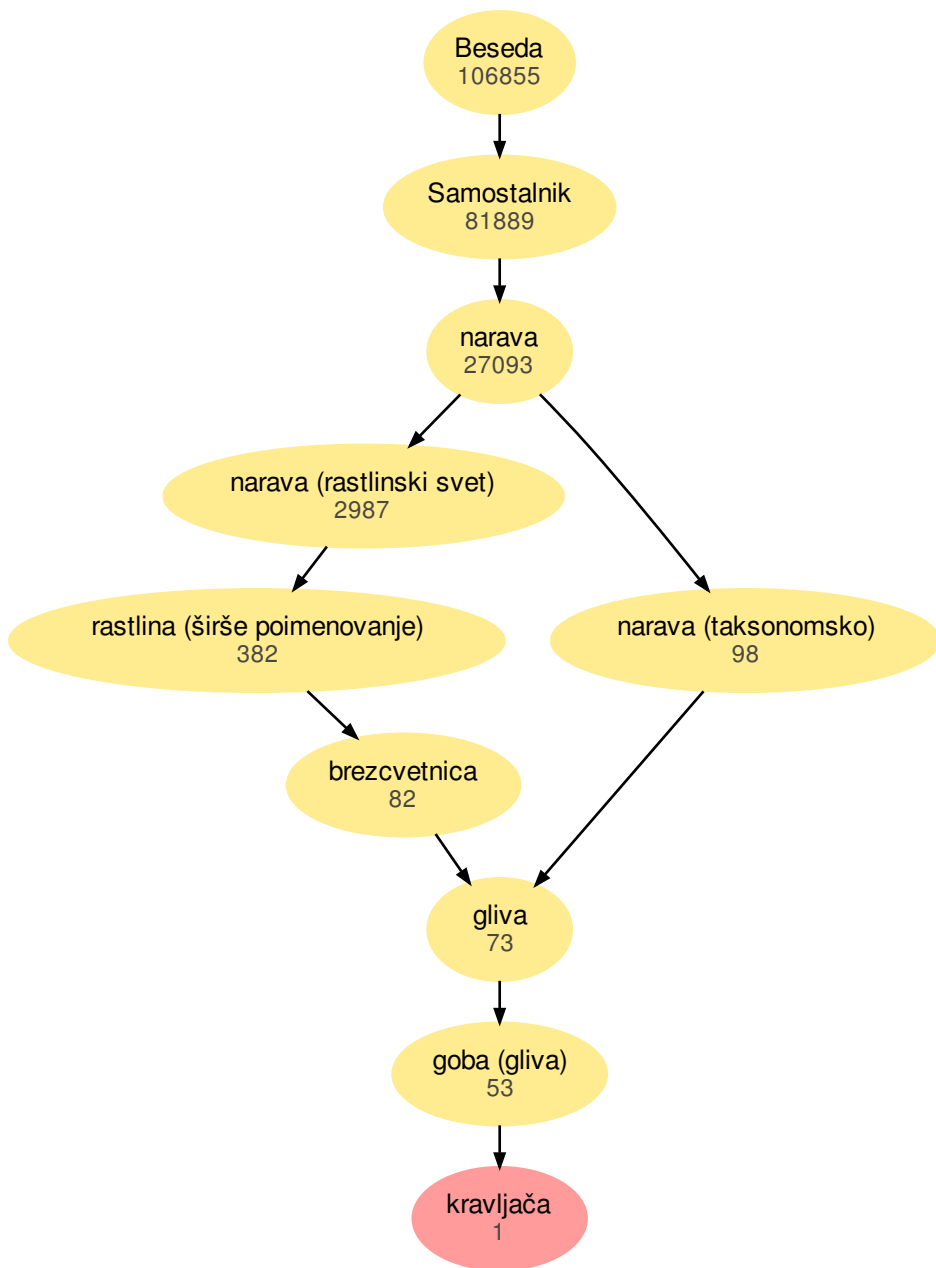 Beseda
106855
Samostalnik
81889
narava
27093
narava (rastlinski svet)
2987
rastlina (širše poimenovanje)
382
narava (taksonomsko)
98
brezcvetnica
82
gliva
73
goba (gliva)
53
kravljača
1